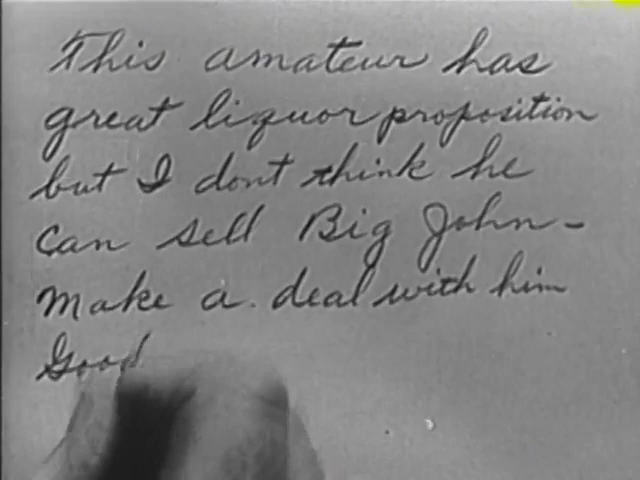 This amateur has
great liquor proposition
but I dont think he
can sell Big John-
Make a deal with him
Good